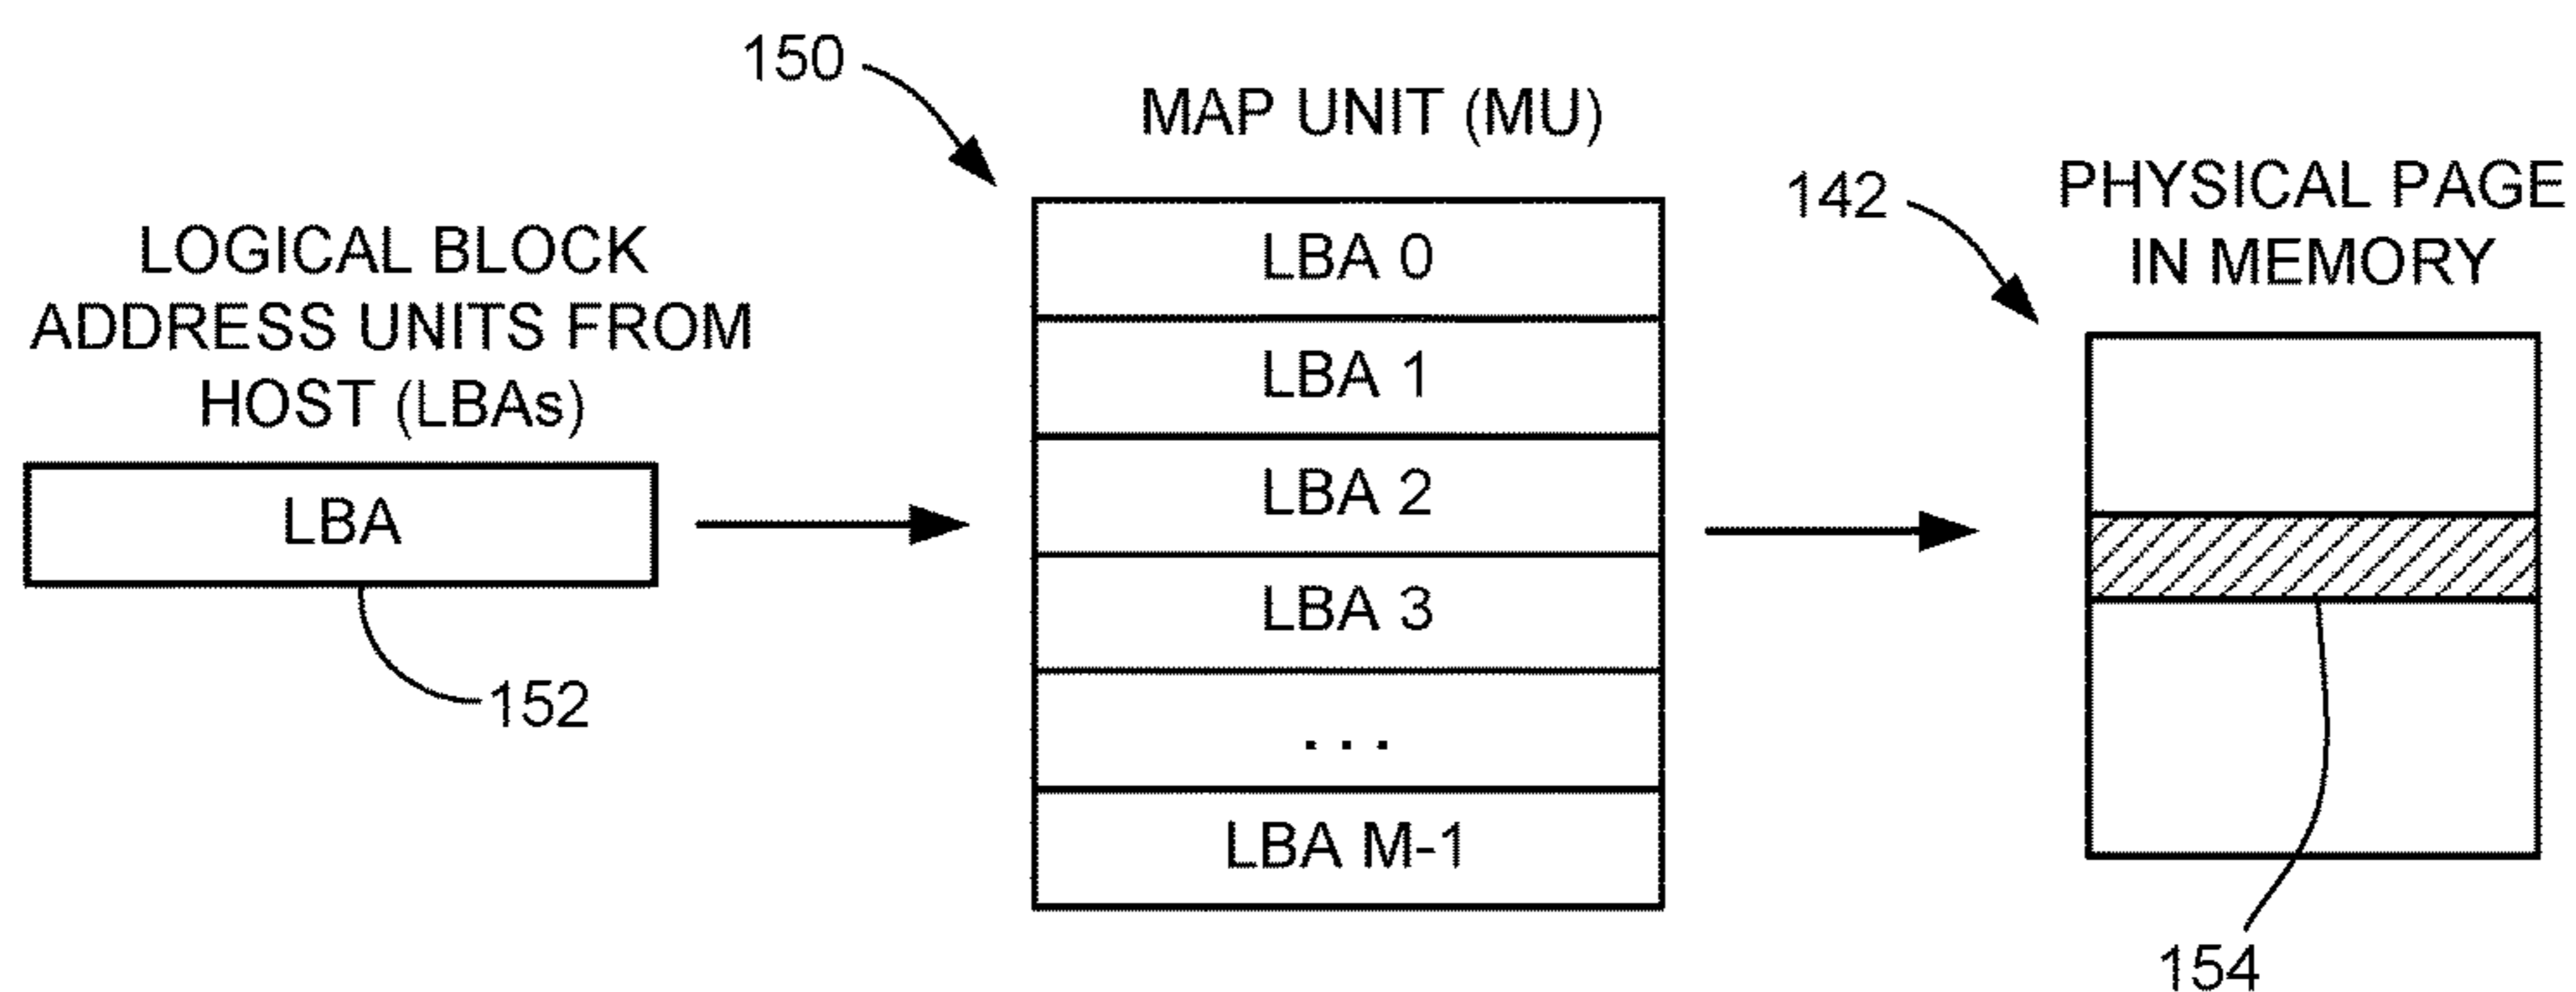 LOGICAL BLOCK
ADDRESS UNITS FROM
HOST (LBAs)
LBA
152
150
MAP UNIT (MU)
LBA 0
LBA 1
LBA 2
LBA 3
...
LBA M-1
142
PHYSICAL PAGE
IN MEMORY
154